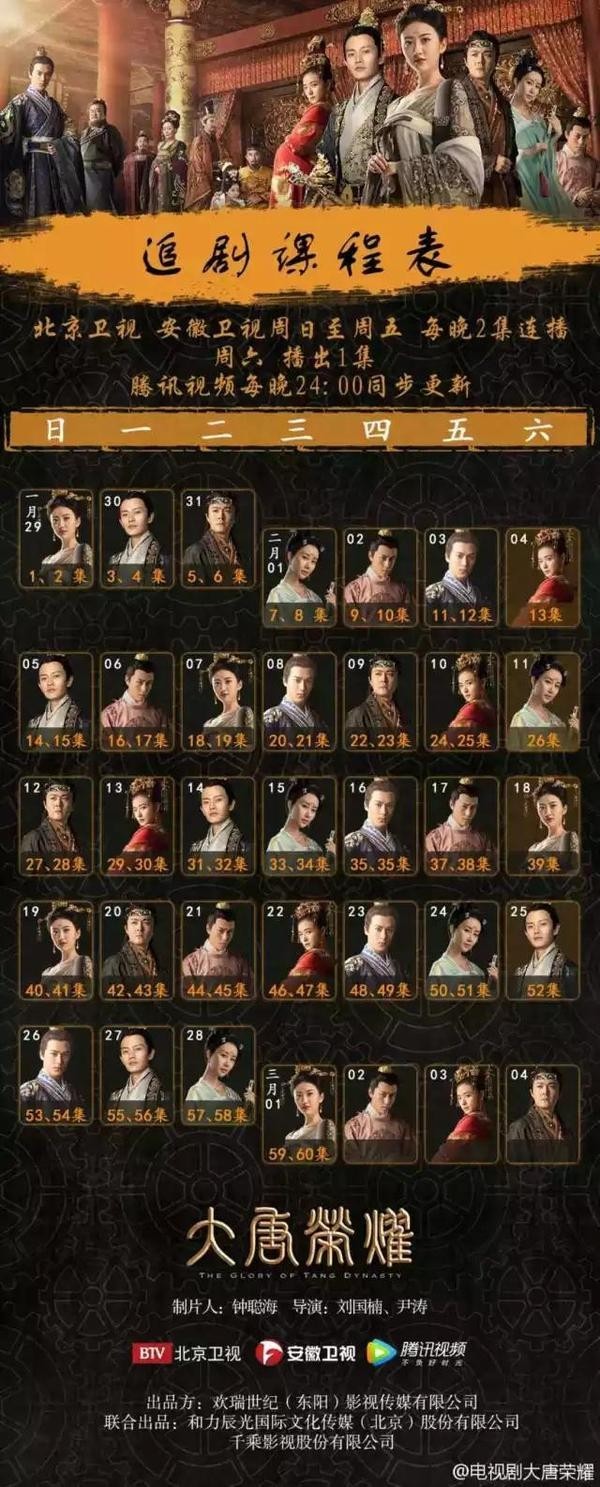 追剧课程表
北京卫视 安徽卫视周日至周五 每晚2集连播
周六 播出1集
腾讯视频每晚24:00同步更新
日 一 二 三 四 五 六
一月29 30 31
1、2 集 3、4 集 5、6 集
二月01 02 03 04
7、8 集 9、10集 11、12集 13集
05 06 07 08 09 10 11
14、15集 16、17集 18、19集 20、21集 22、23集 24、25集 26集
12 13 14 15 16 17 18
27、28集 29、30集 31、32集 33、34集 35、35集 37、38集 39集
19 20 21 22 23 24 25
40、41集 42、43集 44、45集 46、47集 48、49集 50、51集 52集
26 27 28
53、54集 55、56集 57、58集
三月01 02 03 04
59、60集
大唐榮耀
THE GLORY OF TANG DYNASTY
制片人：钟聪海 导演：刘国楠、尹涛
BTV 北京卫视 安徽卫视 腾讯视频
不负好时光
出品方：欢瑞世纪（东阳）影视传媒有限公司
联合出品：和力辰光国际文化传媒（北京）股份有限公司
千乘影视股份有限公司
@电视剧大唐荣耀